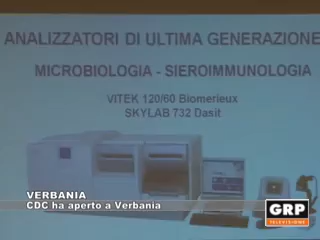 ANALIZZATORI DI ULTIMA GENERAZIONE
MICROBIOLOGIA - SIEROIMMUNOLOGIA
VITEK 120/60 Biomerieux
SKYLAB 732 Dasit
VERBANIA
CDC ha aperto a Verbania
GRP
TELEVISIONE